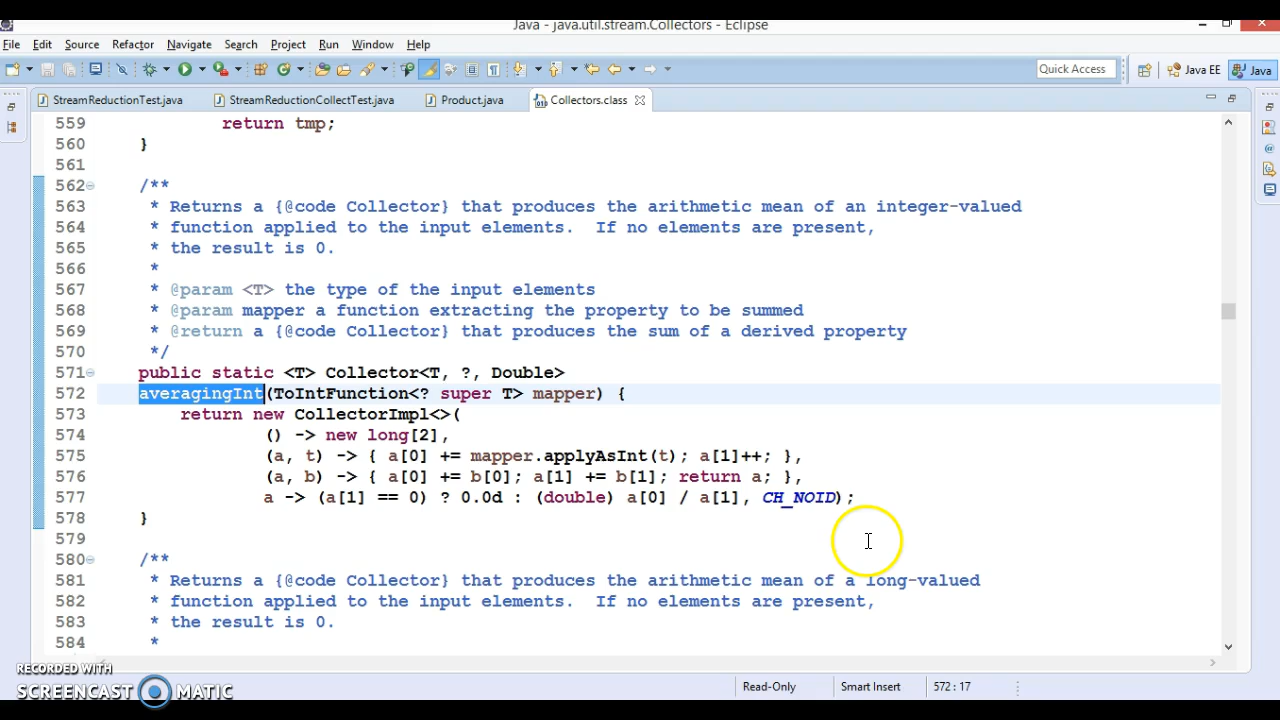 Java - java.util.stream.Collectors - Eclipse
File Edit Source Refactor Navigate Search Project Run Window Help
Quick Access Java EE Java
StreamReductionTest.java StreamReductionCollectTest.java Product.java Collectors.class
559 return tmp;
560 }
561
562 /**
563 * Returns a {@code Collector} that produces the arithmetic mean of an integer-valued
564 * function applied to the input elements.  If no elements are present,
565 * the result is 0.
566 *
567 * @param <T> the type of the input elements
568 * @param mapper a function extracting the property to be summed
569 * @return a {@code Collector} that produces the sum of a derived property
570 */
571 public static <T> Collector<T, ?, Double>
572 averagingInt(ToIntFunction<? super T> mapper) {
573 return new CollectorImpl<>(
574 () -> new long[2],
575 (a, t) -> { a[0] += mapper.applyAsInt(t); a[1]++; },
576 (a, b) -> { a[0] += b[0]; a[1] += b[1]; return a; },
577 a -> (a[1] == 0) ? 0.0d : (double) a[0] / a[1], CH_NOID);
578 }
579
580 /**
581 * Returns a {@code Collector} that produces the arithmetic mean of a long-valued
582 * function applied to the input elements.  If no elements are present,
583 * the result is 0.
584 *
RECORDED WITH
SCREENCAST MATIC
Read-Only Smart Insert 572 : 17